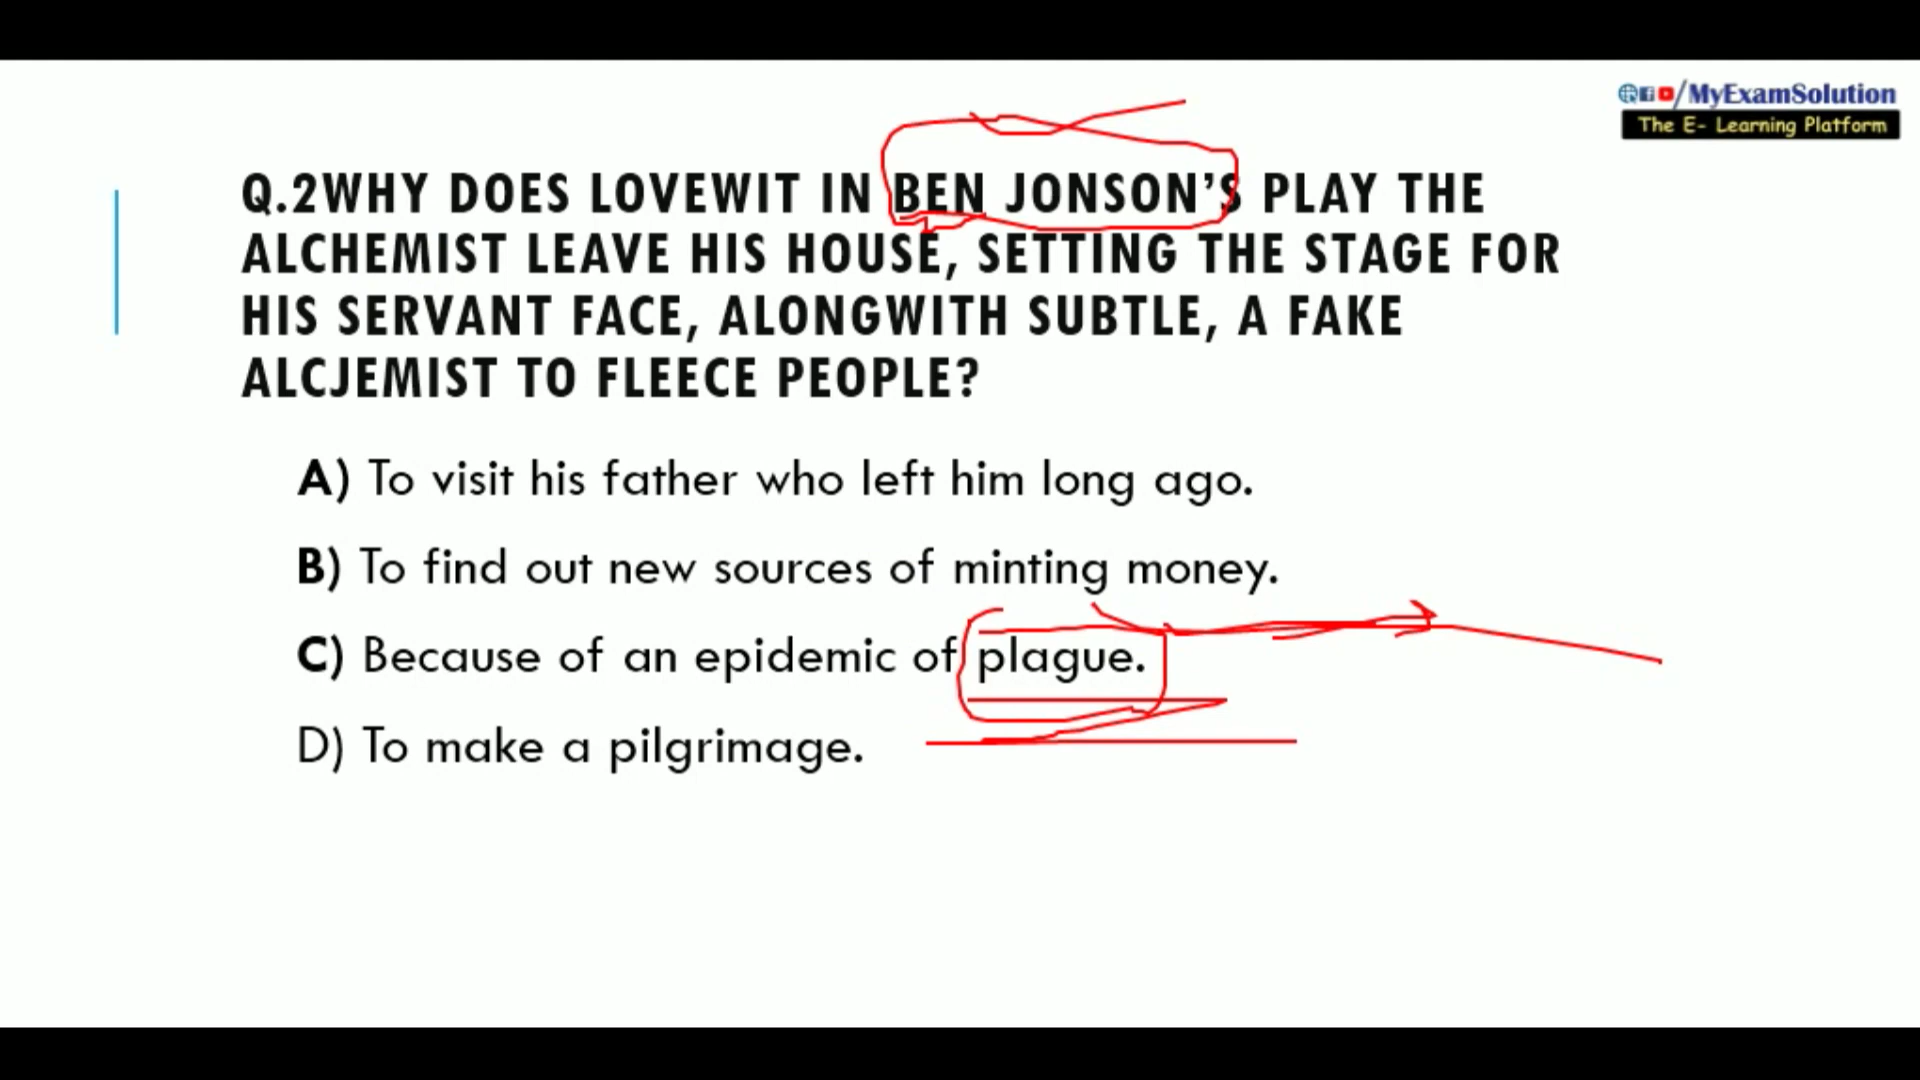 /MyExamSolution
The E- Learning Platform
Q.2WHY DOES LOVEWIT IN BEN JONSON'S PLAY THE
ALCHEMIST LEAVE HIS HOUSE, SETTING THE STAGE FOR
HIS SERVANT FACE, ALONGWITH SUBTLE, A FAKE
ALCJEMIST TO FLEECE PEOPLE?
A) To visit his father who left him long ago.
B) To find out new sources of minting money.
C) Because of an epidemic of plague.
D) To make a pilgrimage.